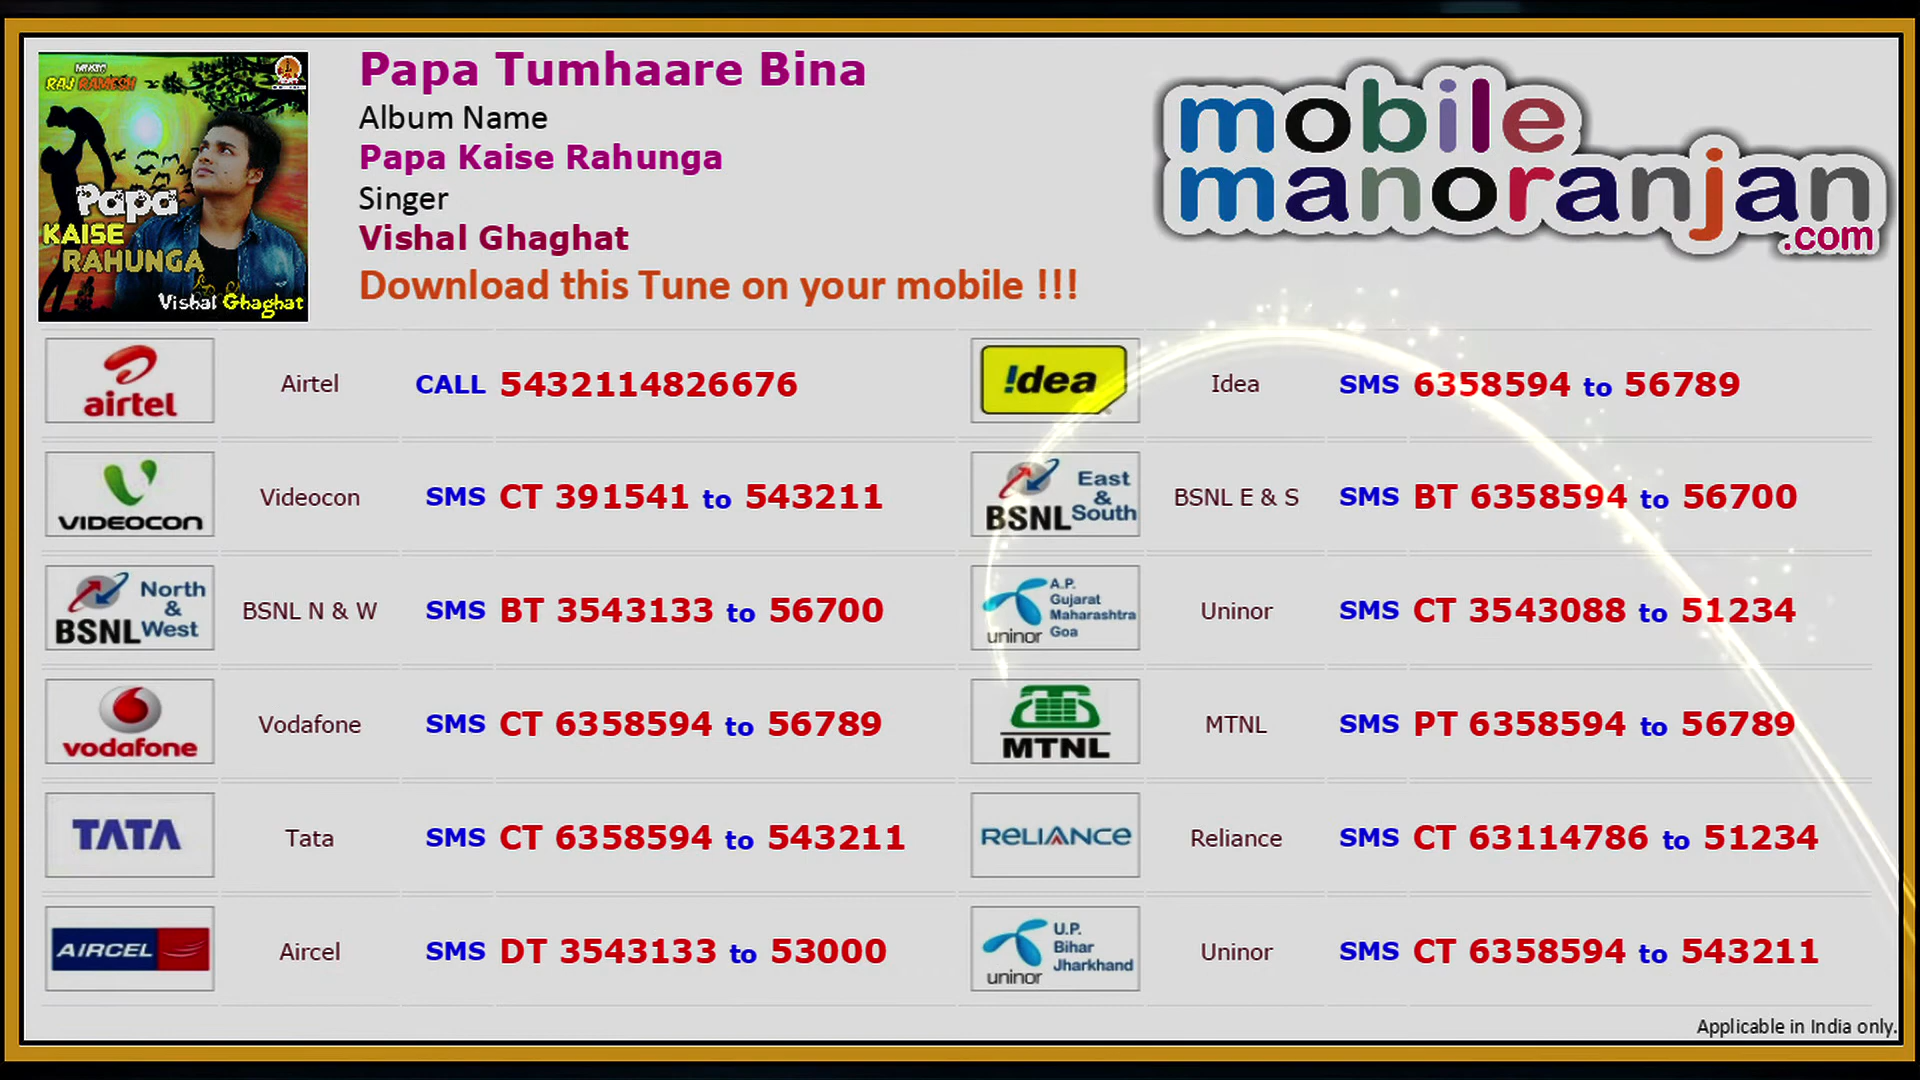 MUSIC
RAJ RAMESH
Papa
KAISE
RAHUNGA
Vishal Ghaghat
Papa Tumhaare Bina
Album Name
Papa Kaise Rahunga
Singer
Vishal Ghaghat
Download this Tune on your mobile !!!
mobile
manoranjan
.com
airtel Airtel CALL 5432114826676
!dea Idea SMS 6358594 to 56789
VIDEOCON Videocon SMS CT 391541 to 543211
BSNL East & South BSNL E & S SMS BT 6358594 to 56700
BSNL North & West BSNL N & W SMS BT 3543133 to 56700
uninor A.P. Gujarat Maharashtra Goa Uninor SMS CT 3543088 to 51234
vodafone Vodafone SMS CT 6358594 to 56789
MTNL MTNL SMS PT 6358594 to 56789
TATA Tata SMS CT 6358594 to 543211
RELIANCE Reliance SMS CT 63114786 to 51234
AIRCEL Aircel SMS DT 3543133 to 53000
uninor U.P. Bihar Jharkhand Uninor SMS CT 6358594 to 543211
Applicable in India only.